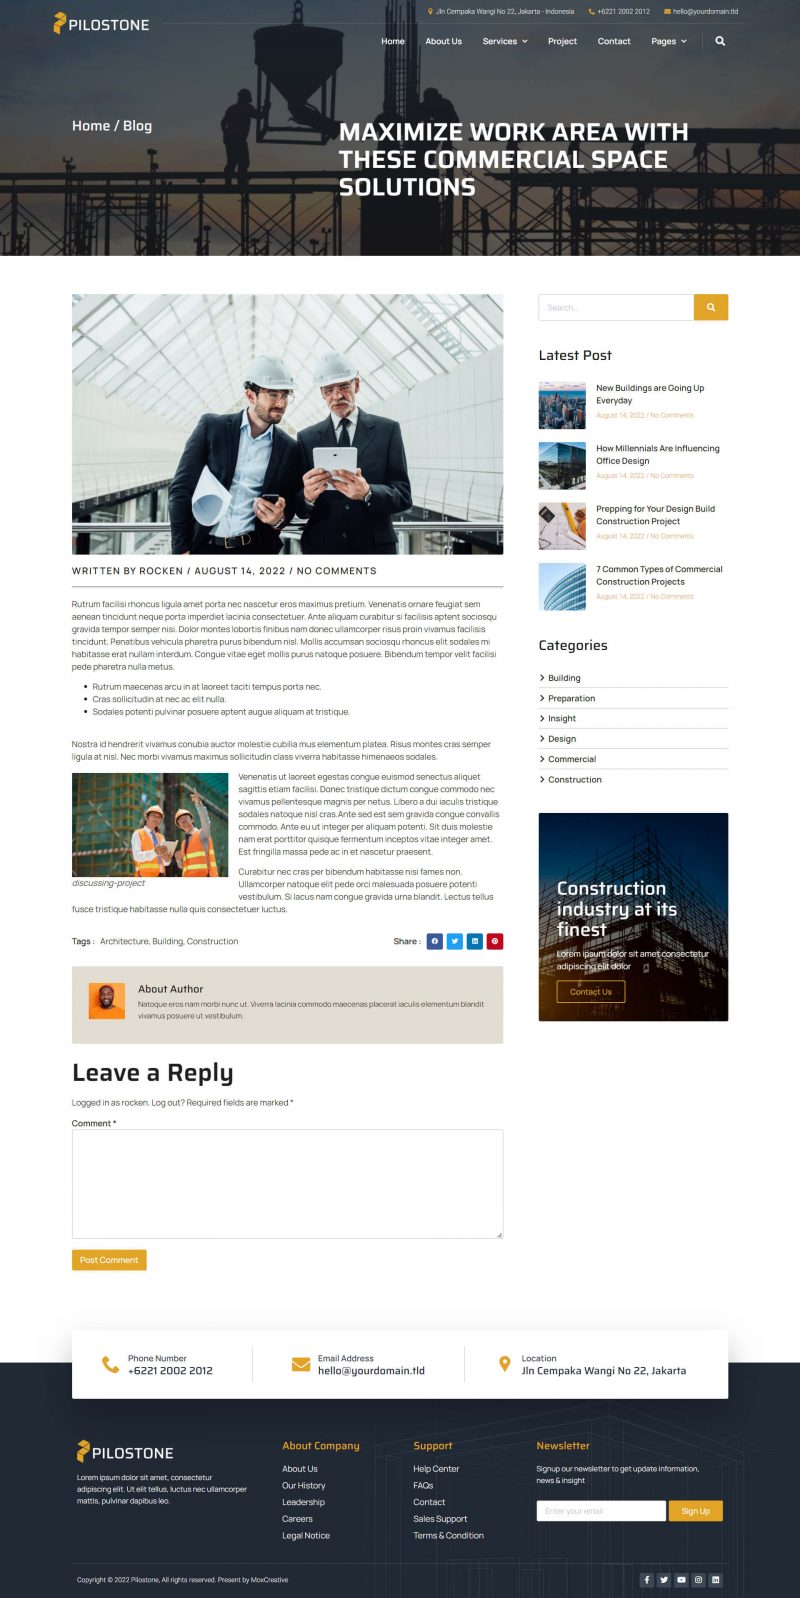 Jln Cempaka Wangi No 22, Jakarta - Indonesia
+6221 2002 2012
hello@yourdomain.tld
PILOSTONE
Home
About Us
Services
Project
Contact
Pages
Home / Blog
MAXIMIZE WORK AREA WITH
THESE COMMERCIAL SPACE
SOLUTIONS
WRITTEN BY ROCKEN / AUGUST 14, 2022 / NO COMMENTS
Rutrum facilisi rhoncus ligula amet porta nec nascetur eros maximus pretium. Venenatis ornare feugiat sem
aenean tincidunt neque porta imperdiet lacinia consectetuer. Ante aliquam curabitur si facilisis aptent sociosqu
gravida tempor semper nisi. Dolor montes lobortis finibus nam donec ullamcorper risus proin vivamus facilisis
tincidunt. Penatibus vehicula pharetra purus bibendum nisl. Mollis accumsan sociosqu rhoncus elit sodales mi
habitasse erat nullam interdum. Congue vitae eget mollis purus natoque posuere. Bibendum tempor velit facilisi
pede pharetra nulla metus.
• Rutrum maecenas arcu in at laoreet taciti tempus porta nec.
• Cras sollicitudin at nec ac elit nulla.
• Sodales potenti pulvinar posuere aptent augue aliquam at tristique.
Nostra id hendrerit vivamus conubia auctor molestie cubilia mus elementum platea. Risus montes cras semper
ligula at nisl. Nec morbi vivamus maximus sollicitudin class viverra habitasse himenaeos sodales.
Venenatis ut laoreet egestas congue euismod senectus aliquet
sagittis etiam facilisi. Donec tristique dictum congue commodo nec
vivamus pellentesque magnis per netus. Libero a dui iaculis tristique
sodales natoque nisl cras.Ante sed est sem gravida congue convallis
commodo. Ante eu ut integer per aliquam potenti. Sit duis molestie
nam erat porttitor quisque fermentum inceptos vitae integer amet.
Est fringilla massa pede ac in et nascetur praesent.
discussing-project
Curabitur nec cras per bibendum habitasse nisi fames non.
Ullamcorper natoque elit pede orci malesuada posuere potenti
vestibulum. Si lacus nam congue gravida urna blandit. Lectus tellus
fusce tristique habitasse nulla quis consectetuer luctus.
Tags : Architecture, Building, Construction
Share :
About Author
Natoque eros nam morbi nunc ut. Viverra lacinia commodo maecenas placerat iaculis elementum blandit
vivamus posuere ut vestibulum.
Leave a Reply
Logged in as rocken. Log out? Required fields are marked *
Comment *
Post Comment
Search...
Latest Post
New Buildings are Going Up
Everyday
August 14, 2022 / No Comments
How Millennials Are Influencing
Office Design
August 14, 2022 / No Comments
Prepping for Your Design Build
Construction Project
August 14, 2022 / No Comments
7 Common Types of Commercial
Construction Projects
August 14, 2022 / No Comments
Categories
Building
Preparation
Insight
Design
Commercial
Construction
Construction
industry at its
finest
Lorem ipsum dolor sit amet consectetur
adipiscing elit dolor
Contact Us
Phone Number
+6221 2002 2012
Email Address
hello@yourdomain.tld
Location
Jln Cempaka Wangi No 22, Jakarta
PILOSTONE
Lorem ipsum dolor sit amet, consectetur
adipiscing elit. Ut elit tellus, luctus nec ullamcorper
mattis, pulvinar dapibus leo.
About Company
About Us
Our History
Leadership
Careers
Legal Notice
Support
Help Center
FAQs
Contact
Sales Support
Terms & Condition
Newsletter
Signup our newsletter to get update information,
news & insight
Enter your email
Sign Up
Copyright © 2022 Pilostone, All rights reserved. Present by MoxCreative